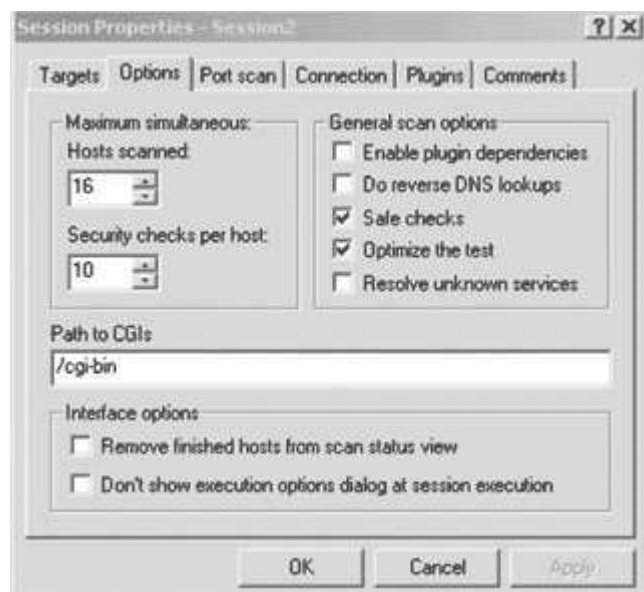 Session Properties - Session2
Targets Options Port scan Connection Plugins Comments
Maximum simultaneous:
Hosts scanned:
16
Security checks per host:
10
General scan options
Enable plugin dependencies
Do reverse DNS lookups
Safe checks
Optimize the test
Resolve unknown services
Path to CGIs
/cgi-bin
Interface options
Remove finished hosts from scan status view
Don't show execution options dialog at session execution
OK Cancel Apply